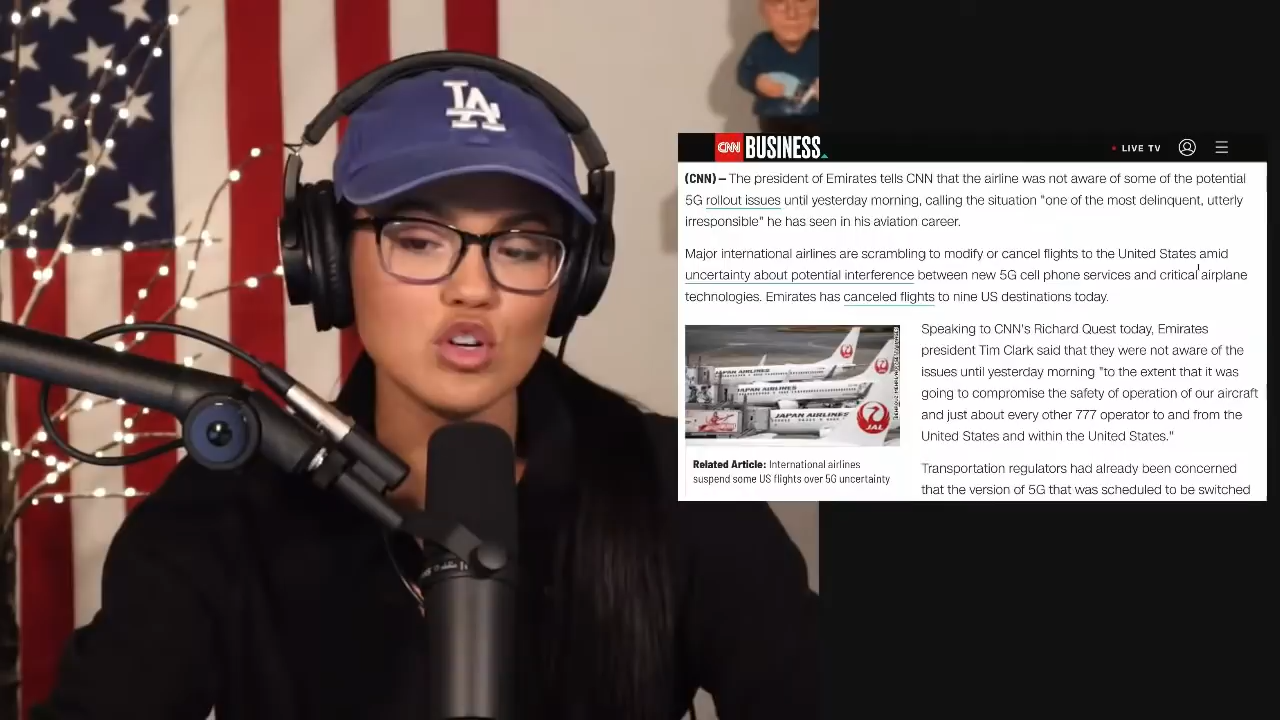 LA
CNN BUSINESS
LIVE TV
(CNN) – The president of Emirates tells CNN that the airline was not aware of some of the potential
5G rollout issues until yesterday morning, calling the situation "one of the most delinquent, utterly
irresponsible" he has seen in his aviation career.
Major international airlines are scrambling to modify or cancel flights to the United States amid
uncertainty about potential interference between new 5G cell phone services and critical airplane
technologies. Emirates has canceled flights to nine US destinations today.
JAPAN AIRLINES
JAPAN AIRLINES
JAPAN AIRLINES
JAL
Related Article: International airlines
suspend some US flights over 5G uncertainty
Speaking to CNN's Richard Quest today, Emirates
president Tim Clark said that they were not aware of the
issues until yesterday morning "to the extent that it was
going to compromise the safety of operation of our aircraft
and just about every other 777 operator to and from the
United States and within the United States."
Transportation regulators had already been concerned
that the version of 5G that was scheduled to be switched